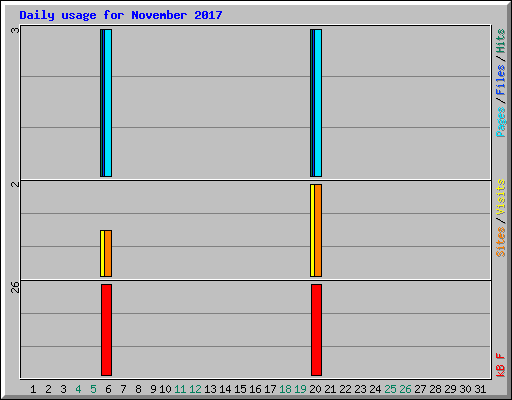 Daily usage for November 2017
3
Pages / Files / Hits
2
Sites / Visits
26
kB F
1 2 3 4 5 6 7 8 9 10 11 12 13 14 15 16 17 18 19 20 21 22 23 24 25 26 27 28 29 30 31